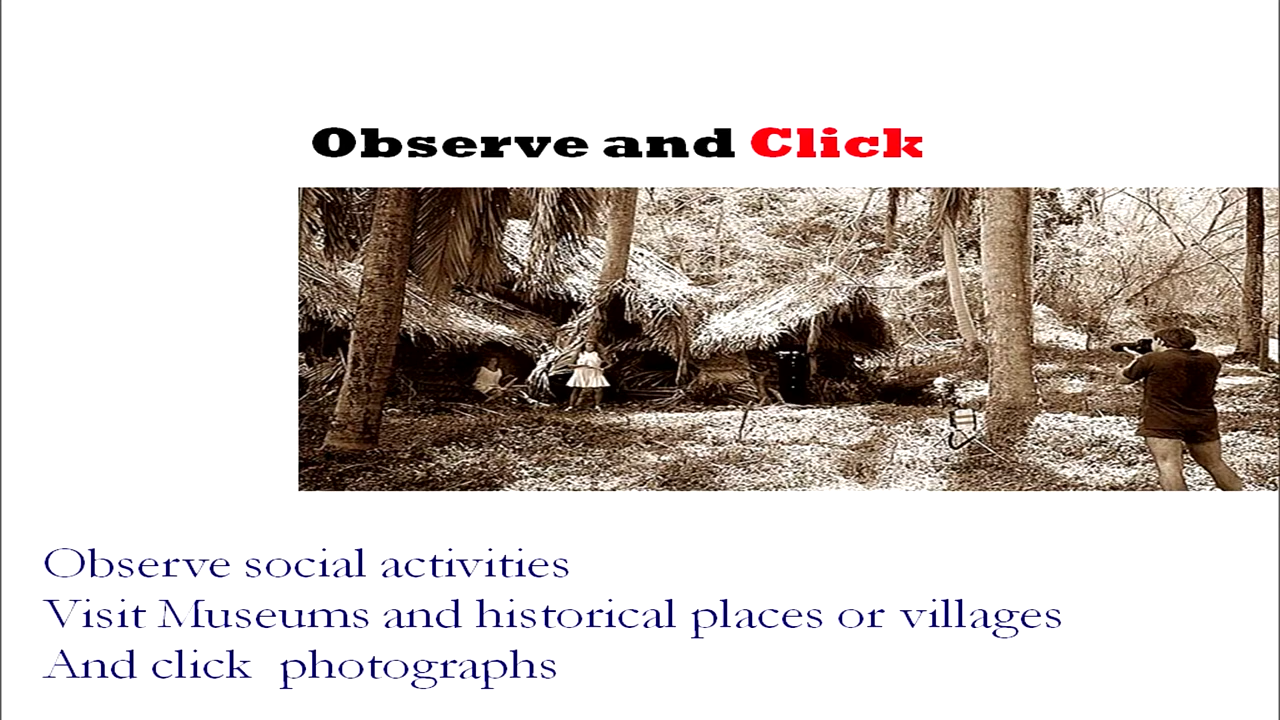 Observe and Click
Observe social activities
Visit Museums and historical places or villages
And click photographs